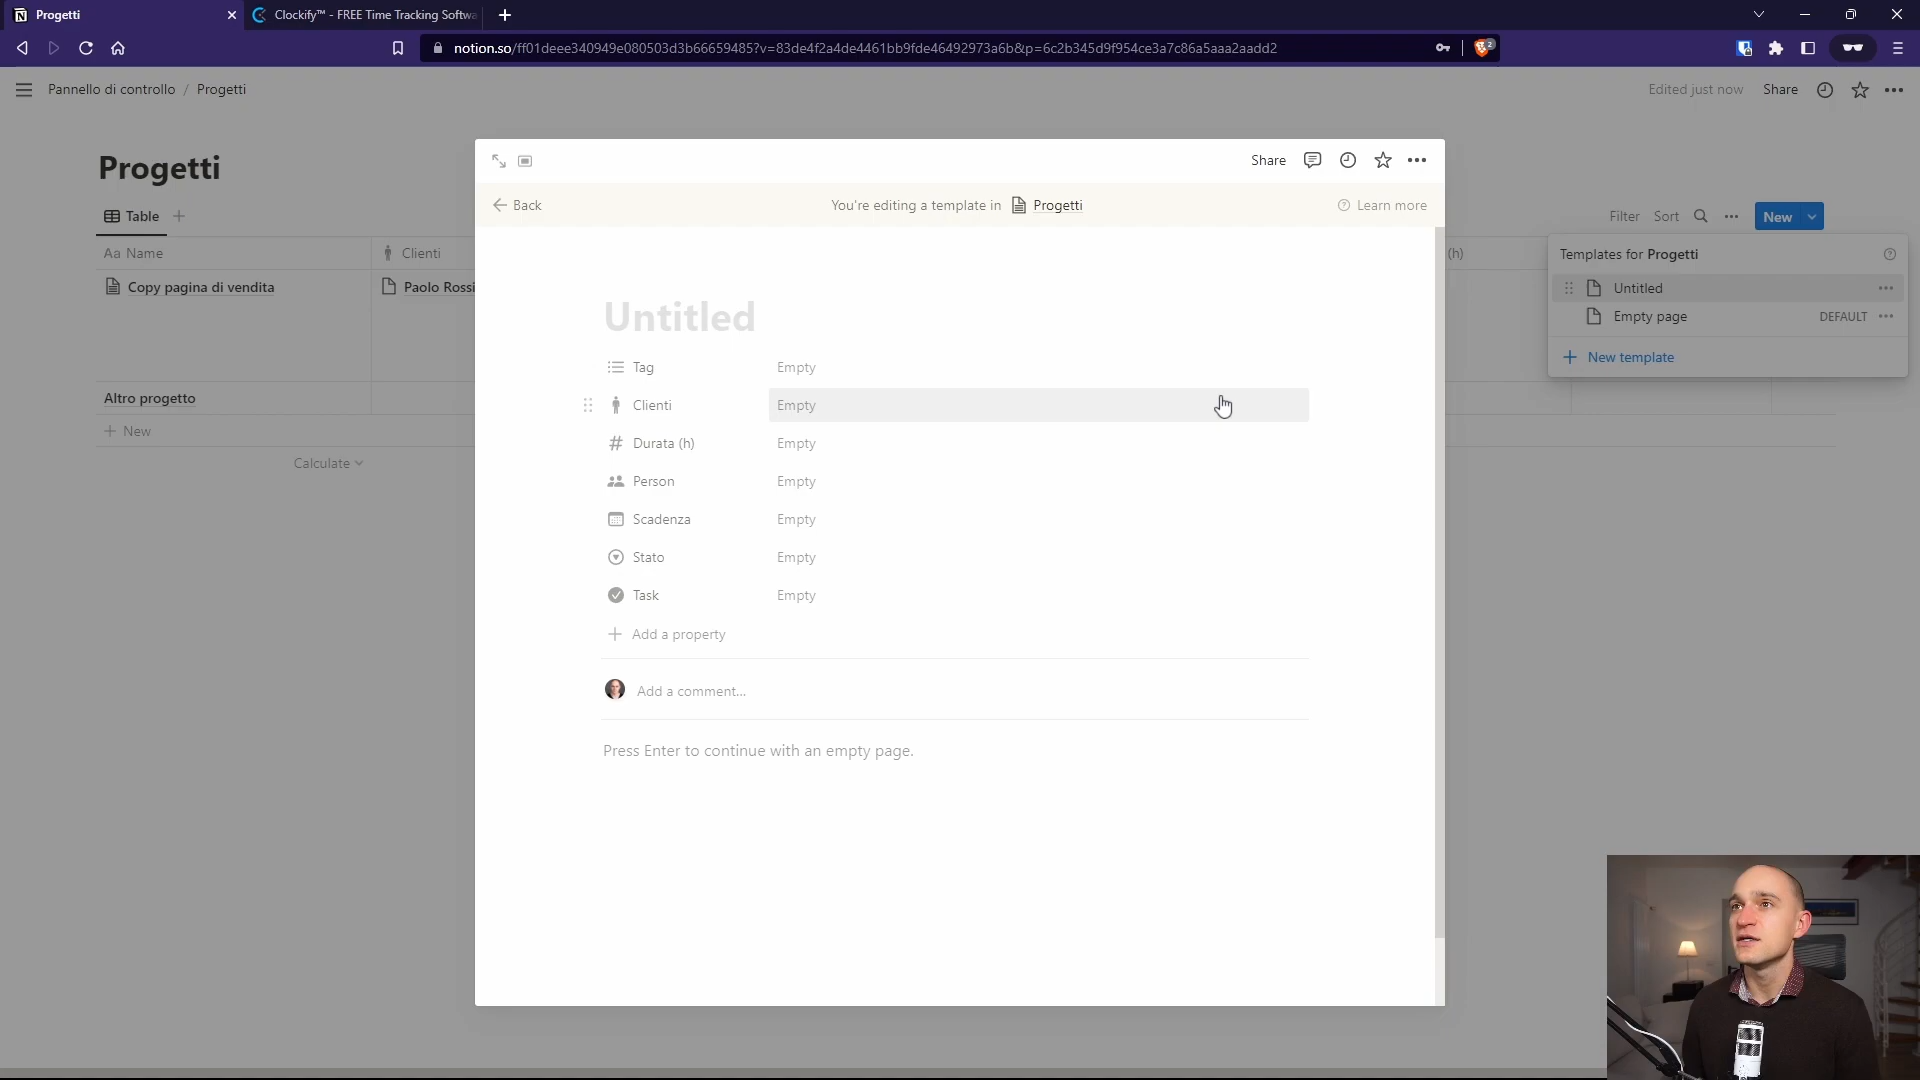 Progetti
Clockify™ - FREE Time Tracking Softwa
notion.so/ff01deee340949e080503d3b66659485?v=83de4f2a4de4461bb9fde46492973a6b&p=6c2b345d9f954ce3a7c86a5aaa2aadd2
2
Pannello di controllo / Progetti
Edited just now
Share
Progetti
Table
Filter
Sort
New
Aa Name
Clienti
(h)
Copy pagina di vendita
Paolo Rossi
Altro progetto
+ New
Calculate
Share
Back
You're editing a template in Progetti
Learn more
Untitled
Tag
Empty
Clienti
Empty
# Durata (h)
Empty
Person
Empty
Scadenza
Empty
Stato
Empty
Task
Empty
+ Add a property
Add a comment...
Press Enter to continue with an empty page.
Templates for Progetti
Untitled
Empty page
DEFAULT
+ New template